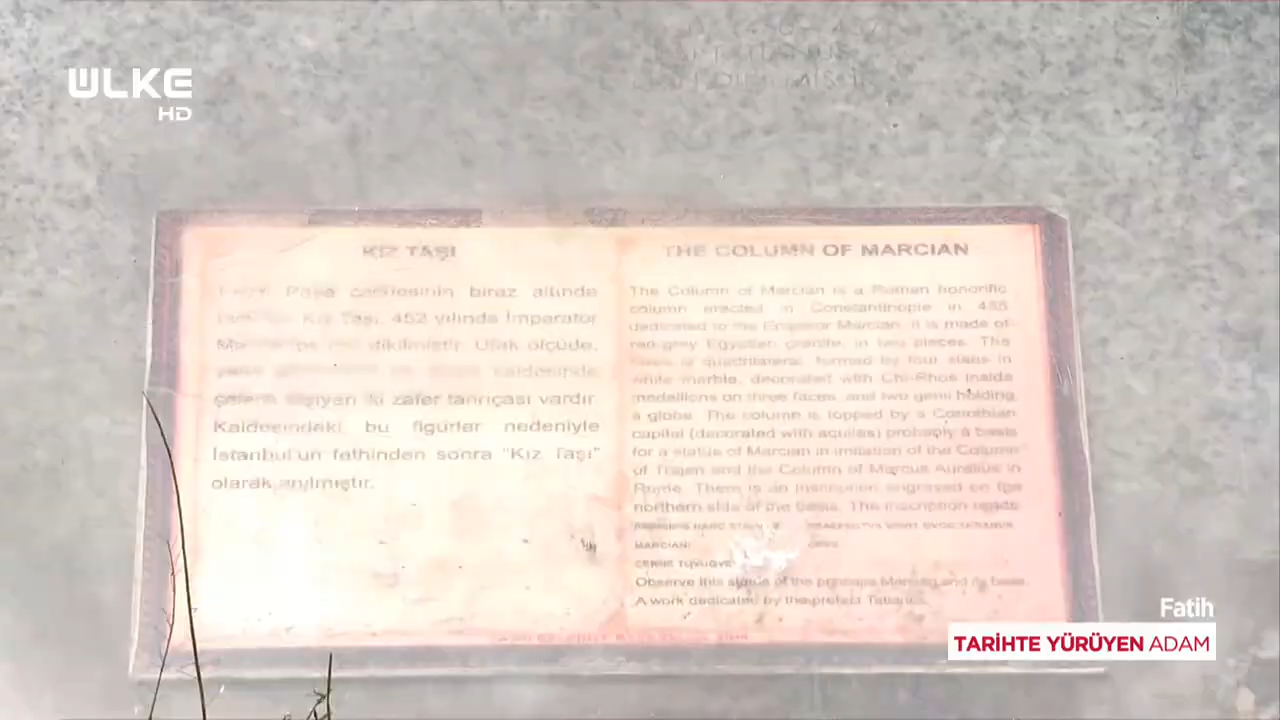 ÜLKE
HD
KIZ TAŞI
Paşa caddesinin biraz altında
Kız Taşı, 452 yılında İmparator
dikilmiştir. Ufak ölçüde,
kaidesinde
çelenk taşıyan iki zafer tanrıçası vardır.
Kaidesindeki bu figürler nedeniyle
İstanbul'un fethinden sonra "Kız Taşı"
olarak anılmıştır.
THE COLUMN OF MARCIAN
The Column of Marcian is a Roman honorific
column erected in Constantinople in 455
dedicated to the Emperor Marcian. It is made of
red-grey Egyptian granite, in two pieces. The
basis is quadrilateral, formed by four slabs in
white marble, decorated with Chi-Rhos inside
medallions on three faces, and two genii holding
a globe. The column is topped by a Corinthian
capital (decorated with aquilas) probably a basis
for a statue of Marcian in imitation of the Column
of Trajan and the Column of Marcus Aurelius in
Rome. There is an inscription engraved on the
northern side of the basis. The inscription reads:
MARCIANI
CERNE
Observe this statue of the princeps Marcian and its base
A work dedicated by the prefect Tatianus.
Fatih
TARİHTE YÜRÜYEN ADAM